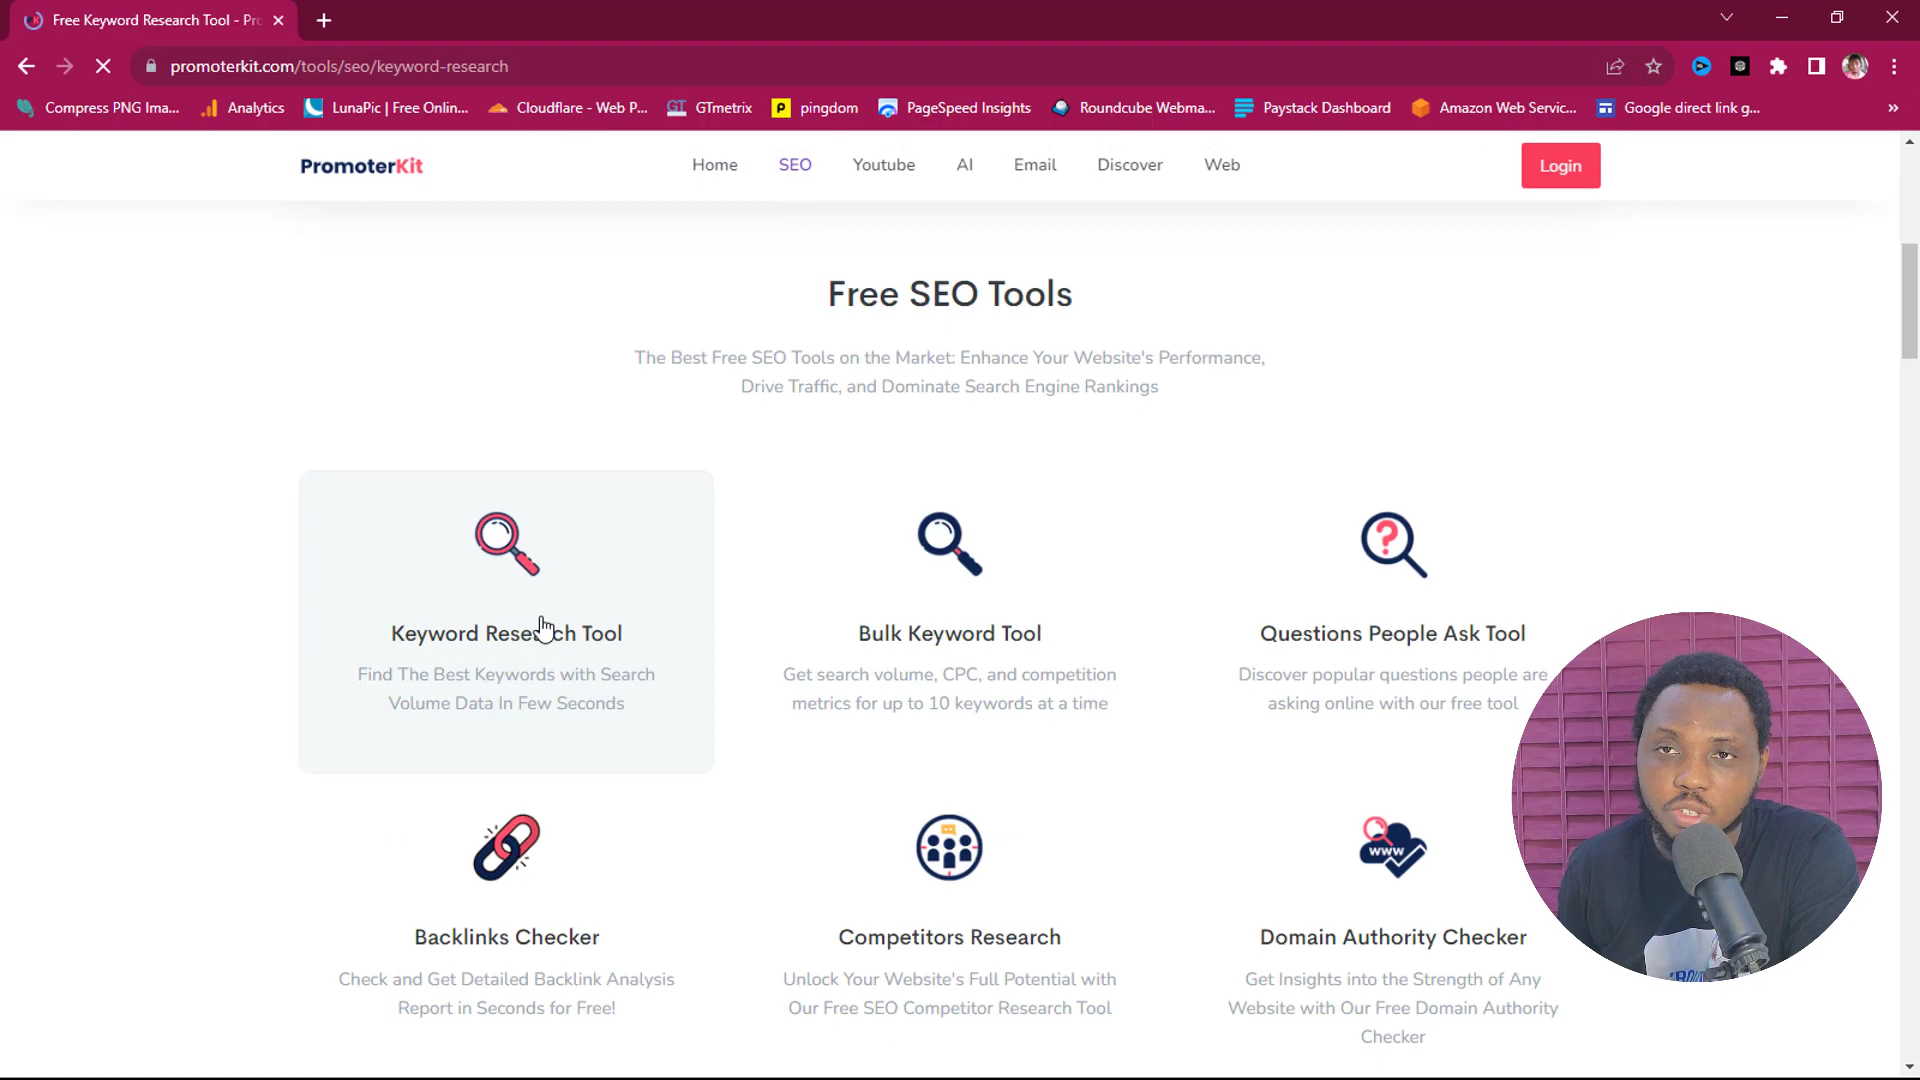 Free Keyword Research Tool - Pro
promoterkit.com/tools/seo/keyword-research
Compress PNG Ima...
Analytics
LunaPic | Free Onlin...
Cloudflare - Web P...
GTmetrix
pingdom
PageSpeed Insights
Roundcube Webma...
Paystack Dashboard
Amazon Web Servic...
Google direct link g...
PromoterKit
Home
SEO
Youtube
AI
Email
Discover
Web
Login
Free SEO Tools
The Best Free SEO Tools on the Market: Enhance Your Website's Performance,
Drive Traffic, and Dominate Search Engine Rankings
Keyword Research Tool
Find The Best Keywords with Search
Volume Data In Few Seconds
Bulk Keyword Tool
Get search volume, CPC, and competition
metrics for up to 10 keywords at a time
Questions People Ask Tool
Discover popular questions people are
asking online with our free tool
Backlinks Checker
Check and Get Detailed Backlink Analysis
Report in Seconds for Free!
Competitors Research
Unlock Your Website's Full Potential with
Our Free SEO Competitor Research Tool
WWW
Domain Authority Checker
Get Insights into the Strength of Any
Website with Our Free Domain Authority
Checker